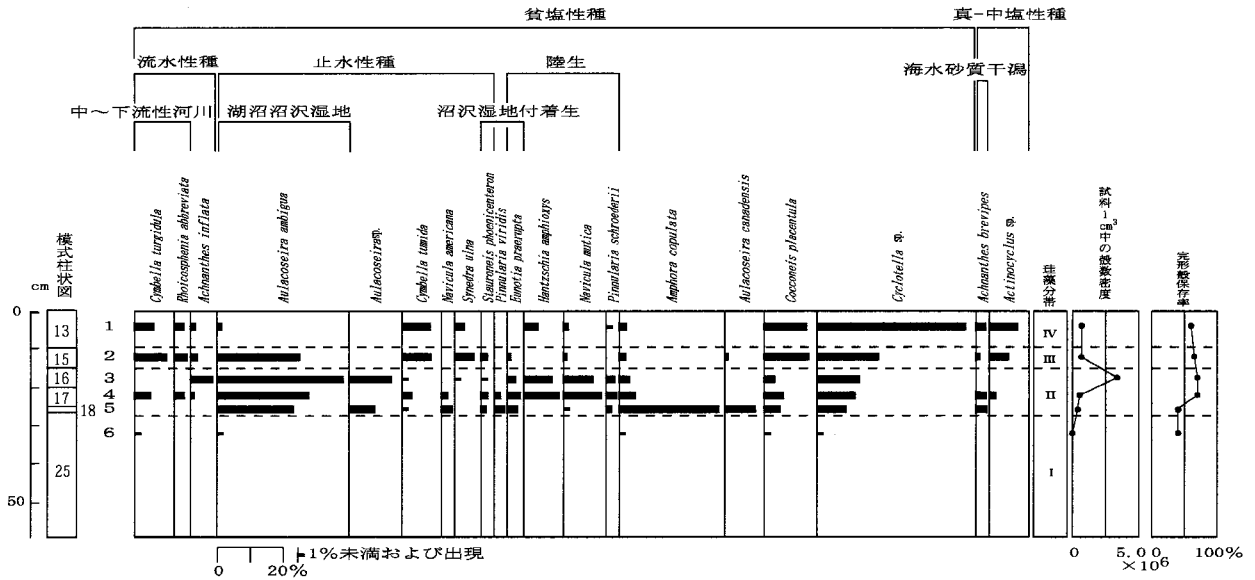 貧塩性種
真-中塩性種
流水性種
止水性種
陸生
海水砂質干潟
中～下流性河川
湖沼沼沢湿地
沼沢湿地付着生
cm
模式柱状図
Cymbella turgidula
Rhoicosphenia abbreviata
Achnanthes inflata
Aulacoseira ambigua
Aulacoseira sp.
Cymbella tumida
Navicula americana
Synedra ulna
Stauroneis phoenicenteron
Pinnularia viridis
Eunotia praerupta
Hantzschia amphioxys
Navicula mutica
Pinnularia schroederii
Amphora copulata
Aulacoseira canadensis
Cocconeis placentula
Cyclotella sp.
Achnanthes brevipes
Actinocyclus sp.
珪藻分帯
試料1cm³中の殻数密度
完形殻保存率
0
13 1 IV
15 2 III
16 3
17 4 II
18 5
6
25 I
50
0 20%
1%未満および出現
0 5.0
×10⁶
0 100%